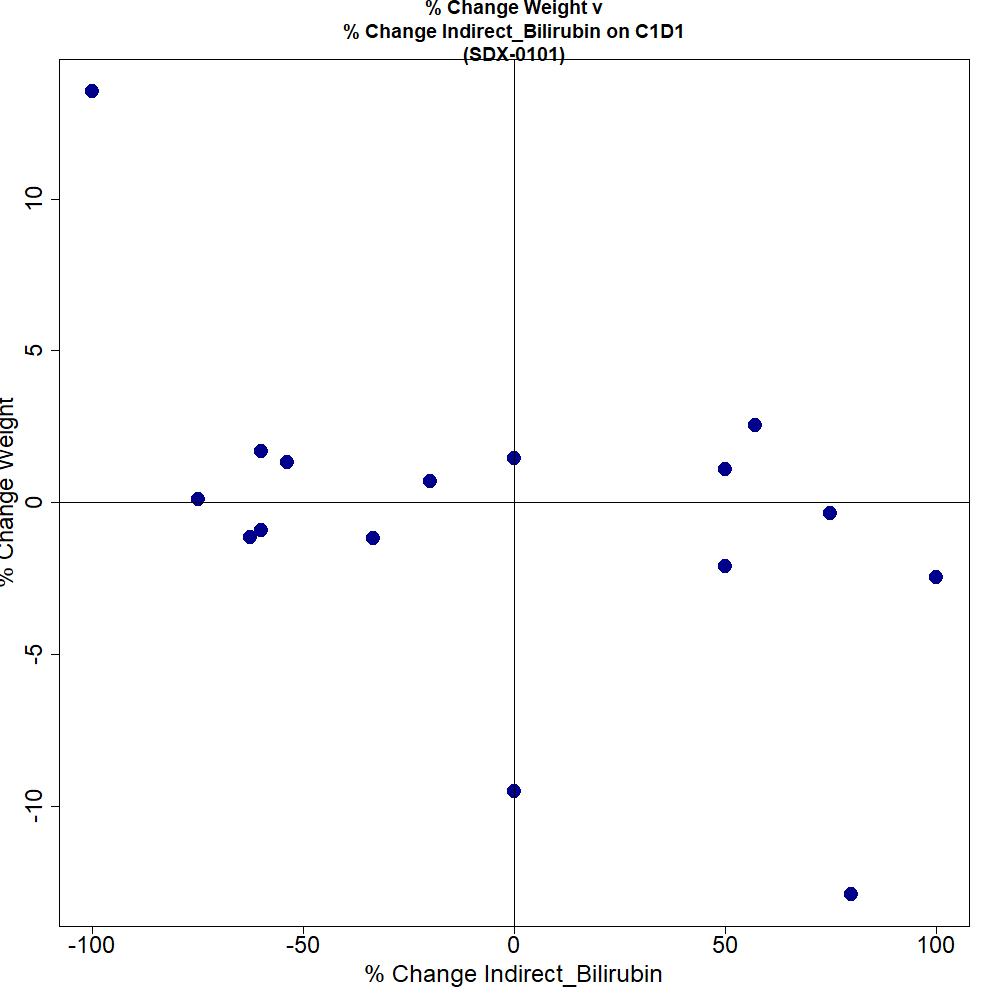 % Change Weight v
% Change Indirect_Bilirubin on C1D1
(SDX-0101)
10
5
0
-5
-10
% Change Weight
-100
-50
0
50
100
% Change Indirect_Bilirubin